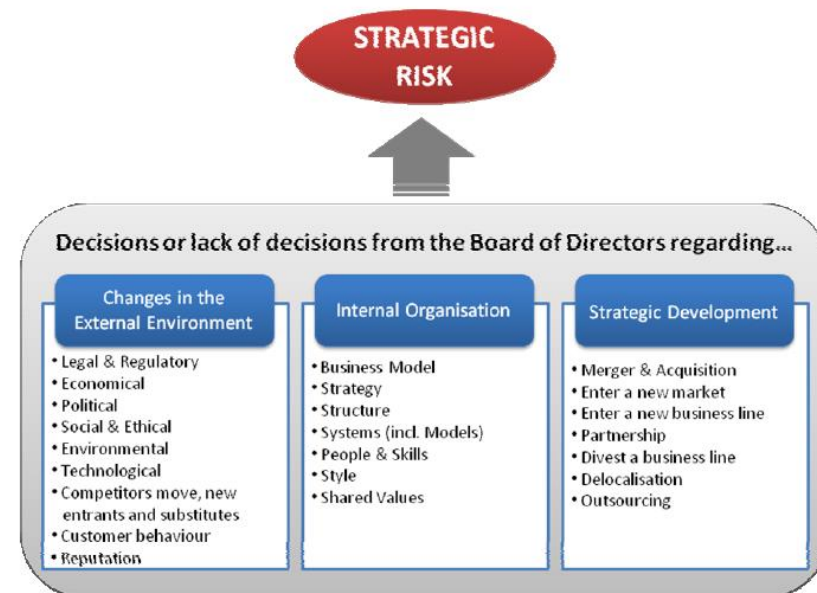 STRATEGIC
RISK
Decisions or lack of decisions from the Board of Directors regarding...
Changes in the
External Environment
• Legal & Regulatory
• Economical
• Political
• Social & Ethical
• Environmental
• Technological
• Competitors move, new
entrants and substitutes
• Customer behaviour
• Reputation
Internal Organisation
• Business Model
• Strategy
• Structure
• Systems (incl. Models)
• People & Skills
• Style
• Shared Values
Strategic Development
• Merger & Acquisition
• Enter a new market
• Enter a new business line
• Partnership
• Divest a business line
• Delocalisation
• Outsourcing